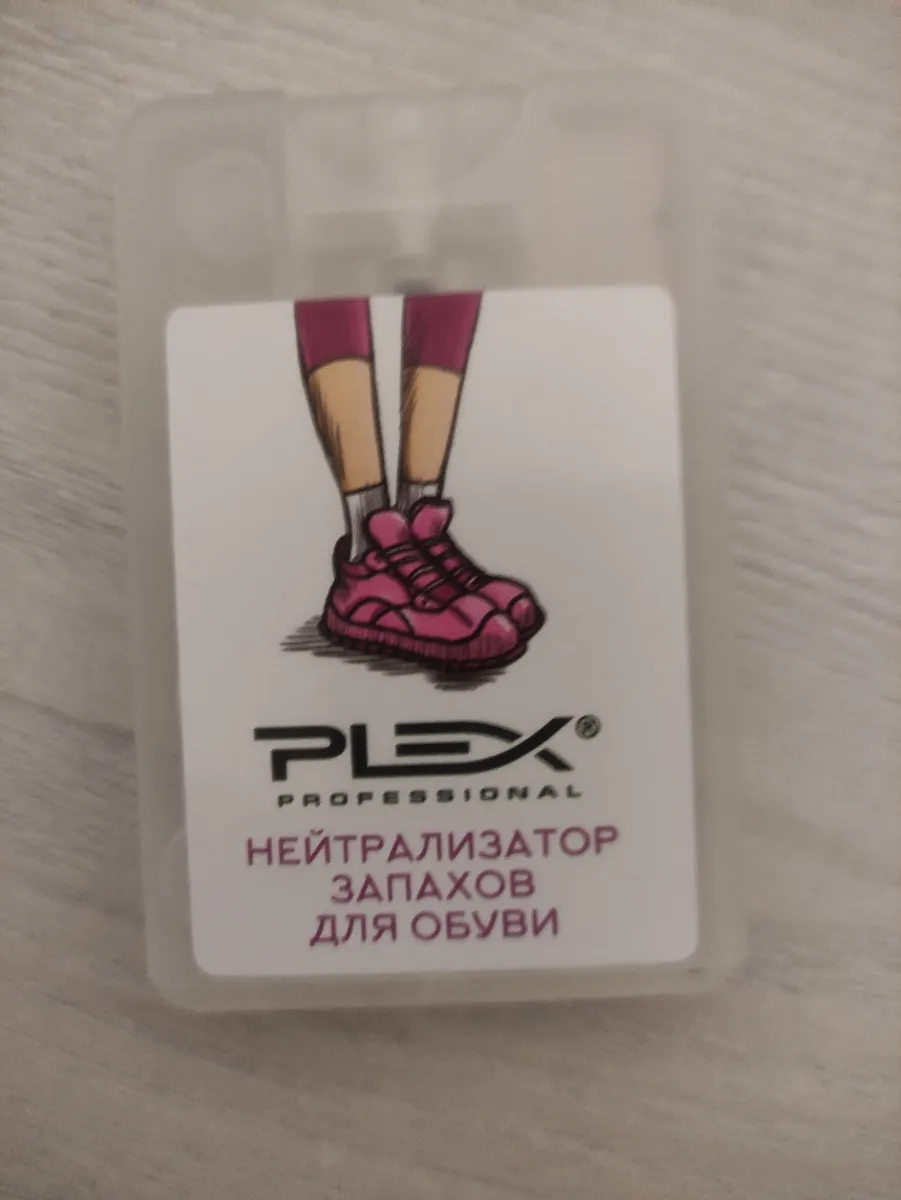 PLEX®
PROFESSIONAL
НЕЙТРАЛИЗАТОР
ЗАПАХОВ
ДЛЯ ОБУВИ